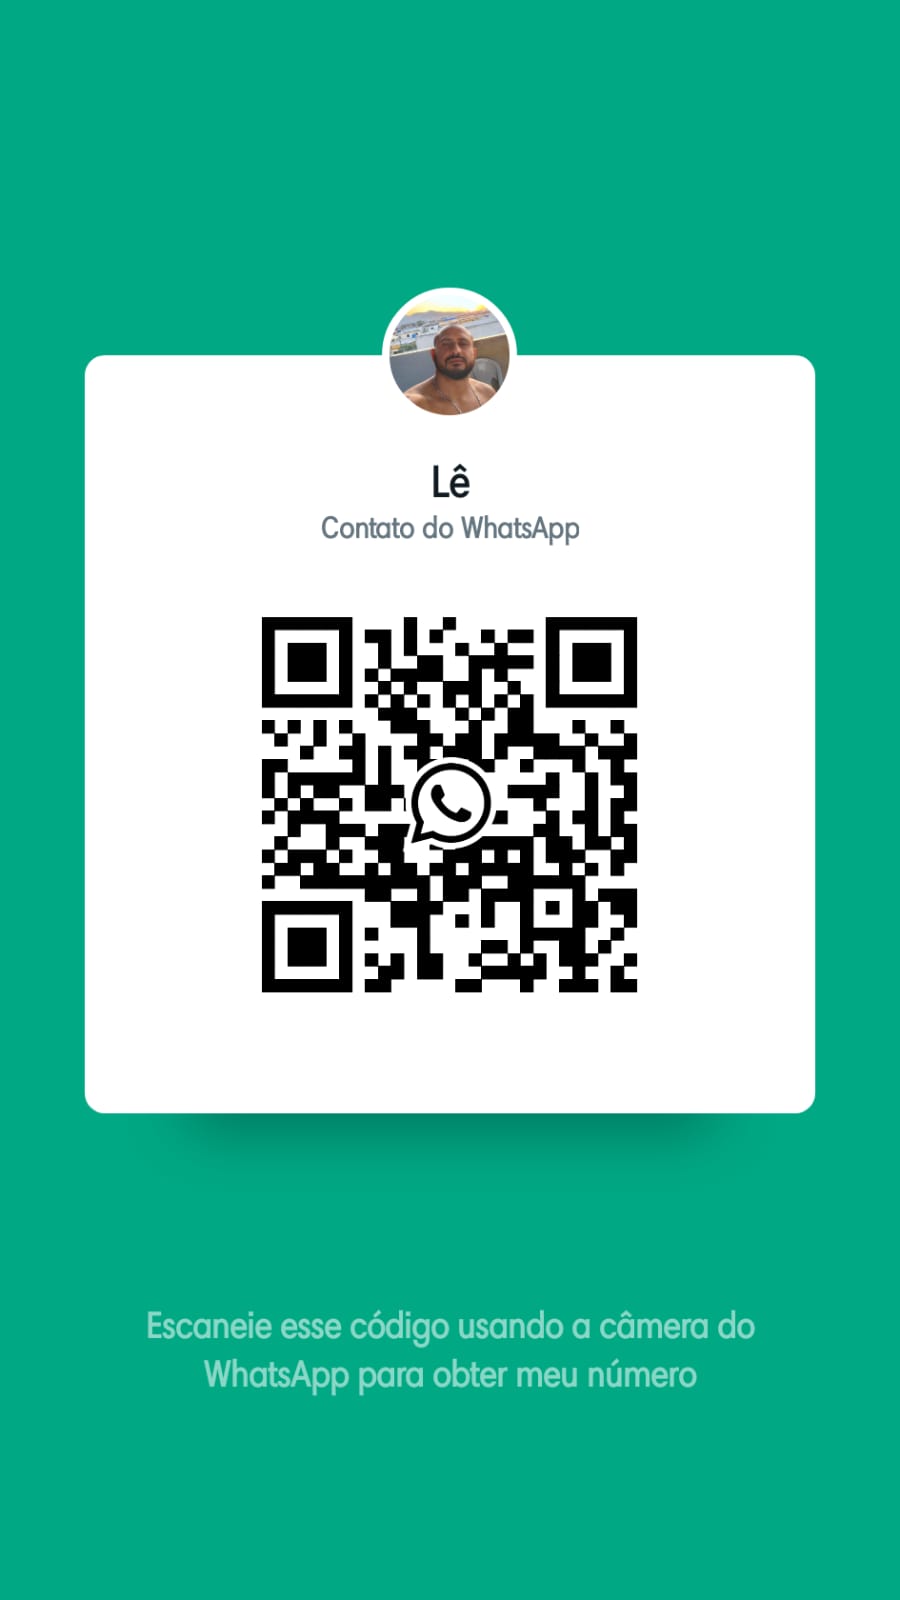 Lê
Contato do WhatsApp
Escaneie esse código usando a câmera do
WhatsApp para obter meu número